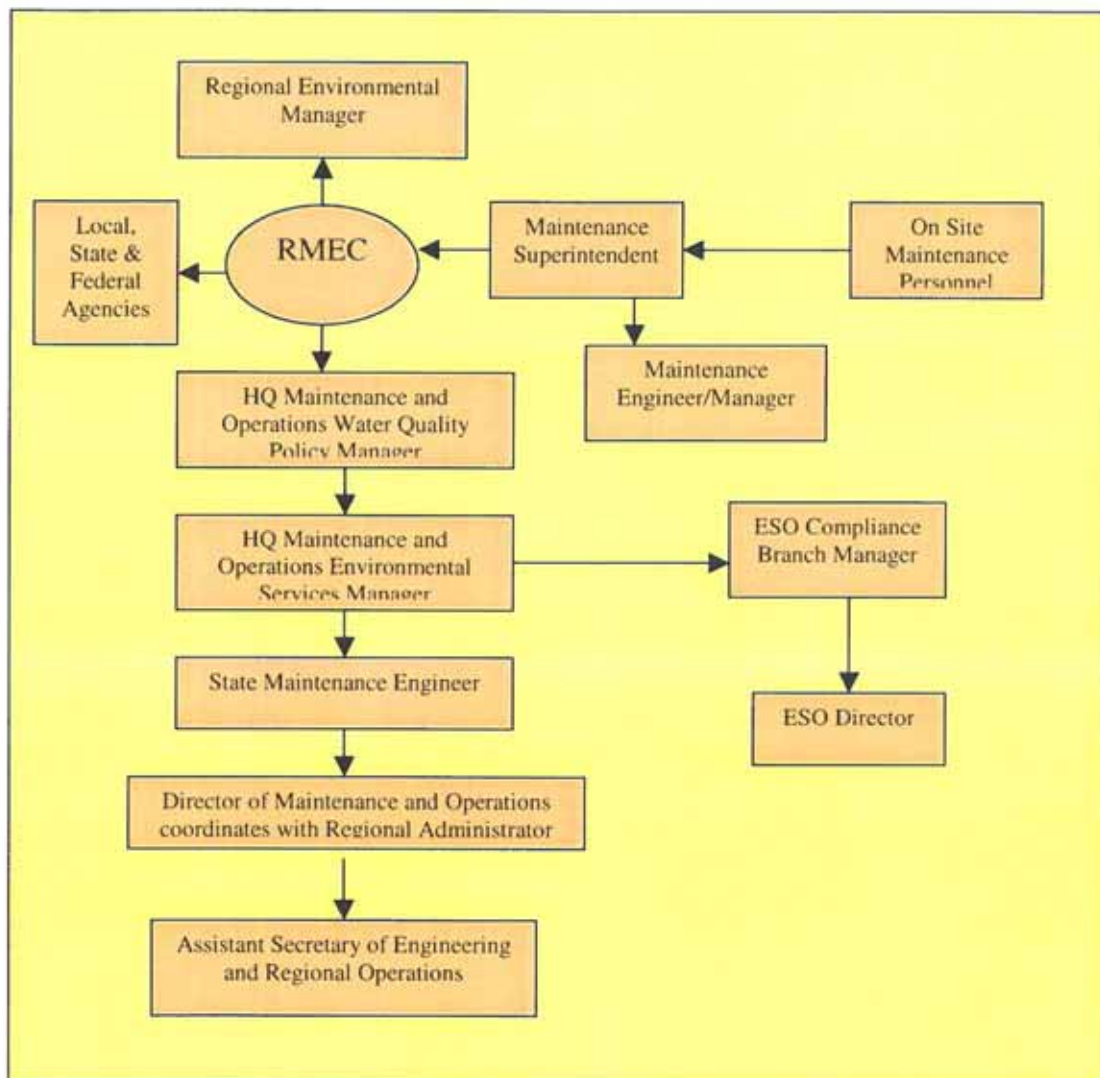 Regional Environmental
Manager
Local,
State &
Federal
Agencies
RMEC
Maintenance
Superintendent
On Site
Maintenance
Personnel
Maintenance
Engineer/Manager
HQ Maintenance and
Operations Water Quality
Policy Manager
HQ Maintenance and
Operations Environmental
Services Manager
ESO Compliance
Branch Manager
State Maintenance Engineer
ESO Director
Director of Maintenance and Operations
coordinates with Regional Administrator
Assistant Secretary of Engineering
and Regional Operations